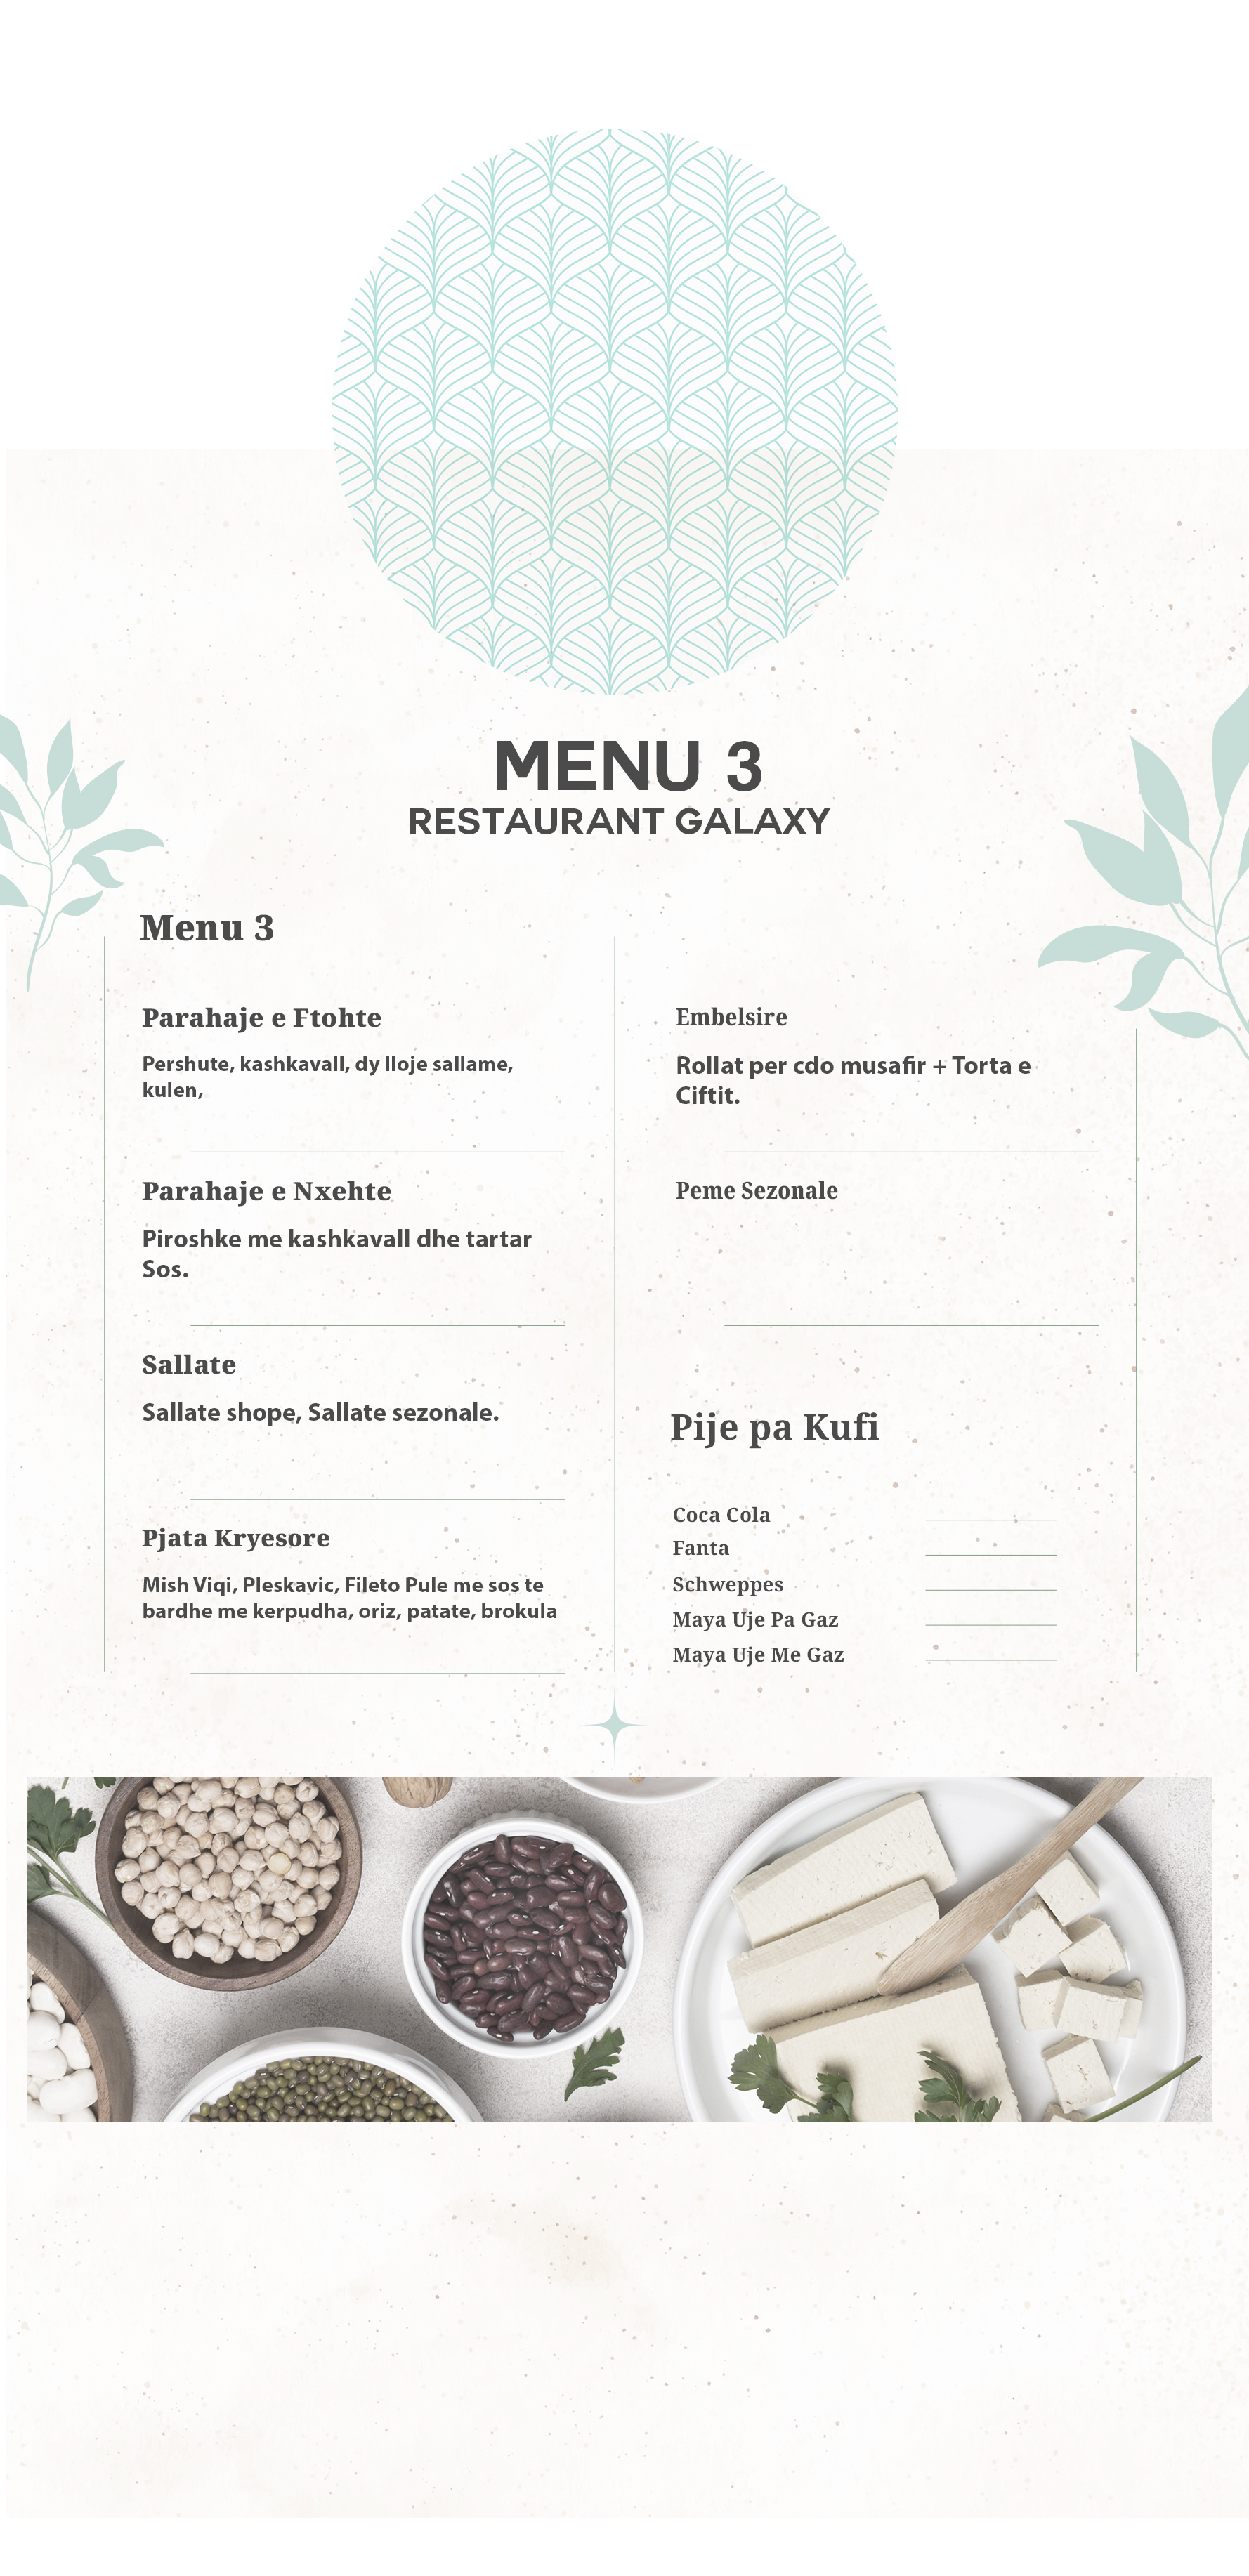 MENU 3
RESTAURANT GALAXY
Menu 3
Parahaje e Ftohte
Pershute, kashkavall, dy lloje sallame,
kulen,
Parahaje e Nxehte
Piroshke me kashkavall dhe tartar
Sos.
Sallate
Sallate shope, Sallate sezonale.
Pjata Kryesore
Mish Viqi, Pleskavic, Fileto Pule me sos te
bardhe me kerpudha, oriz, patate, brokula
Embelsire
Rollat per cdo musafir + Torta e
Ciftit.
Peme Sezonale
Pije pa Kufi
Coca Cola
Fanta
Schweppes
Maya Uje Pa Gaz
Maya Uje Me Gaz